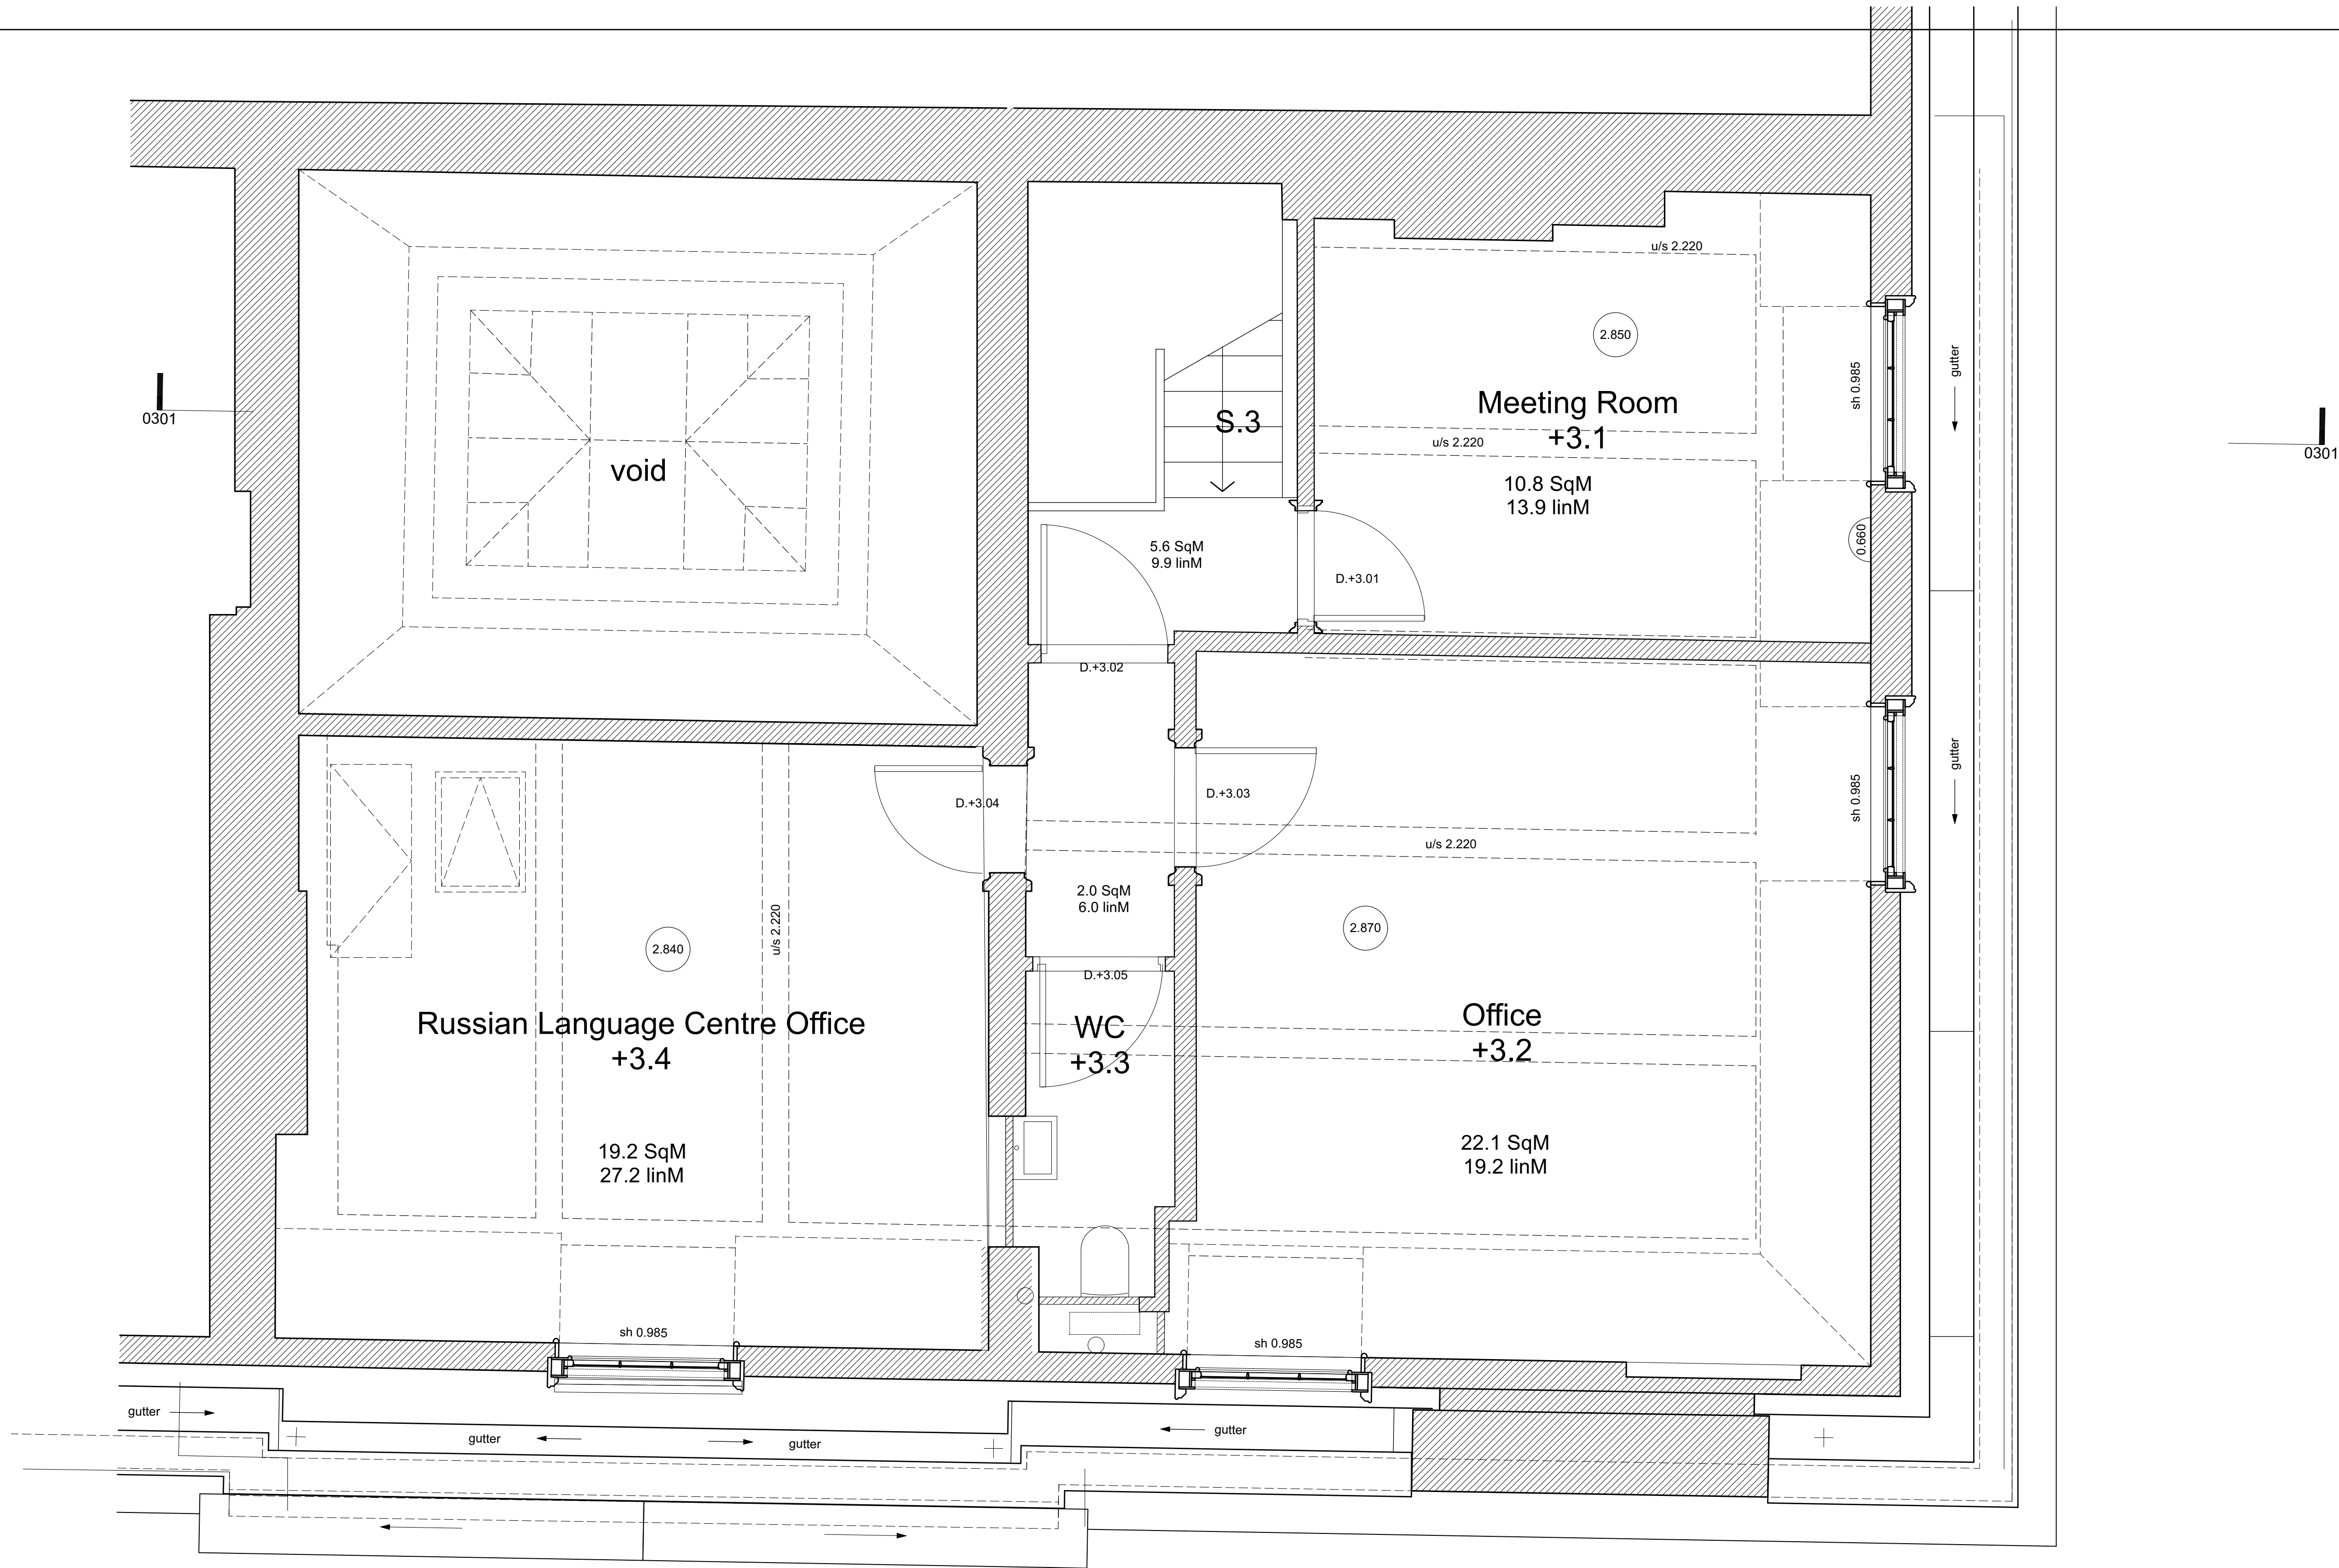 u/s 2.220
2.850
Meeting Room
+3.1
u/s 2.220
10.8 SqM
13.9 linM
sh 0.985
gutter
0301
0301
S.3
void
5.6 SqM
9.9 linM
D.+3.01
0.660
D.+3.02
D.+3.04
D.+3.03
sh 0.985
gutter
u/s 2.220
2.0 SqM
6.0 linM
2.840
u/s 2.220
2.870
D.+3.05
Russian Language Centre Office
+3.4
WC
+3.3
Office
+3.2
19.2 SqM
27.2 linM
22.1 SqM
19.2 linM
sh 0.985
sh 0.985
gutter
gutter
gutter
gutter